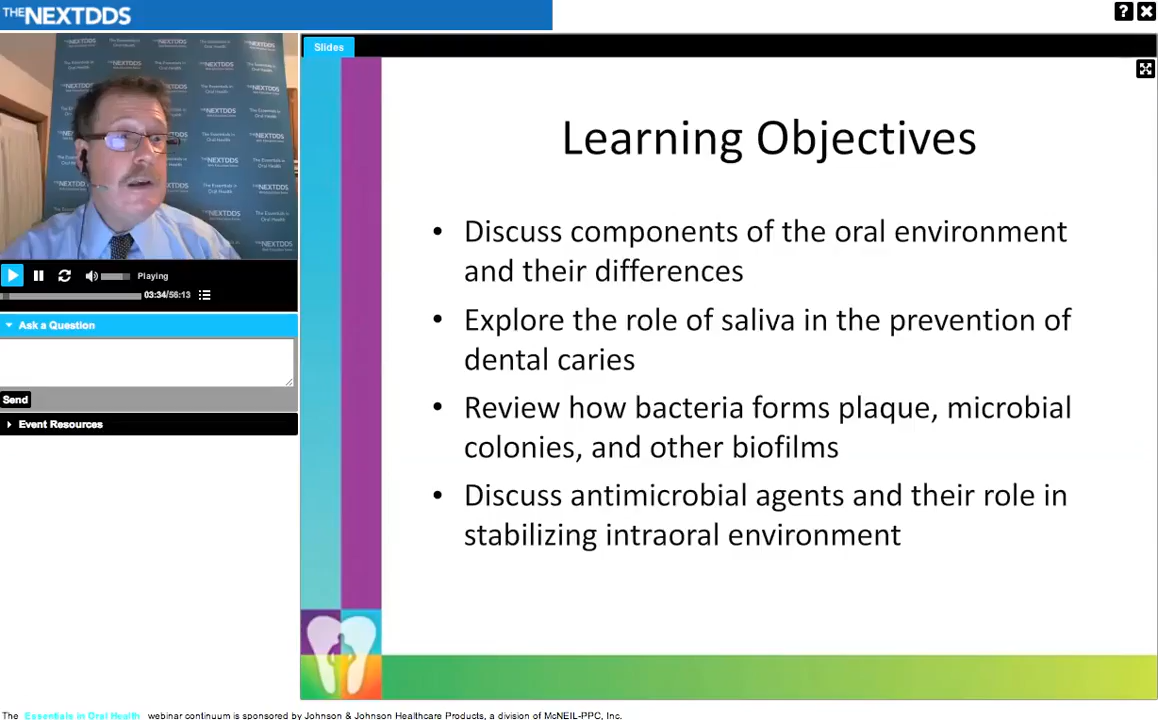 THENEXTDDS
Slides
Learning Objectives
• Discuss components of the oral environment
and their differences
• Explore the role of saliva in the prevention of
dental caries
• Review how bacteria forms plaque, microbial
colonies, and other biofilms
• Discuss antimicrobial agents and their role in
stabilizing intraoral environment
Playing
03:34/56:13
Ask a Question
Send
Event Resources
The Essentials in Oral Health webinar continuum is sponsored by Johnson & Johnson Healthcare Products, a division of McNEIL-PPC, Inc.